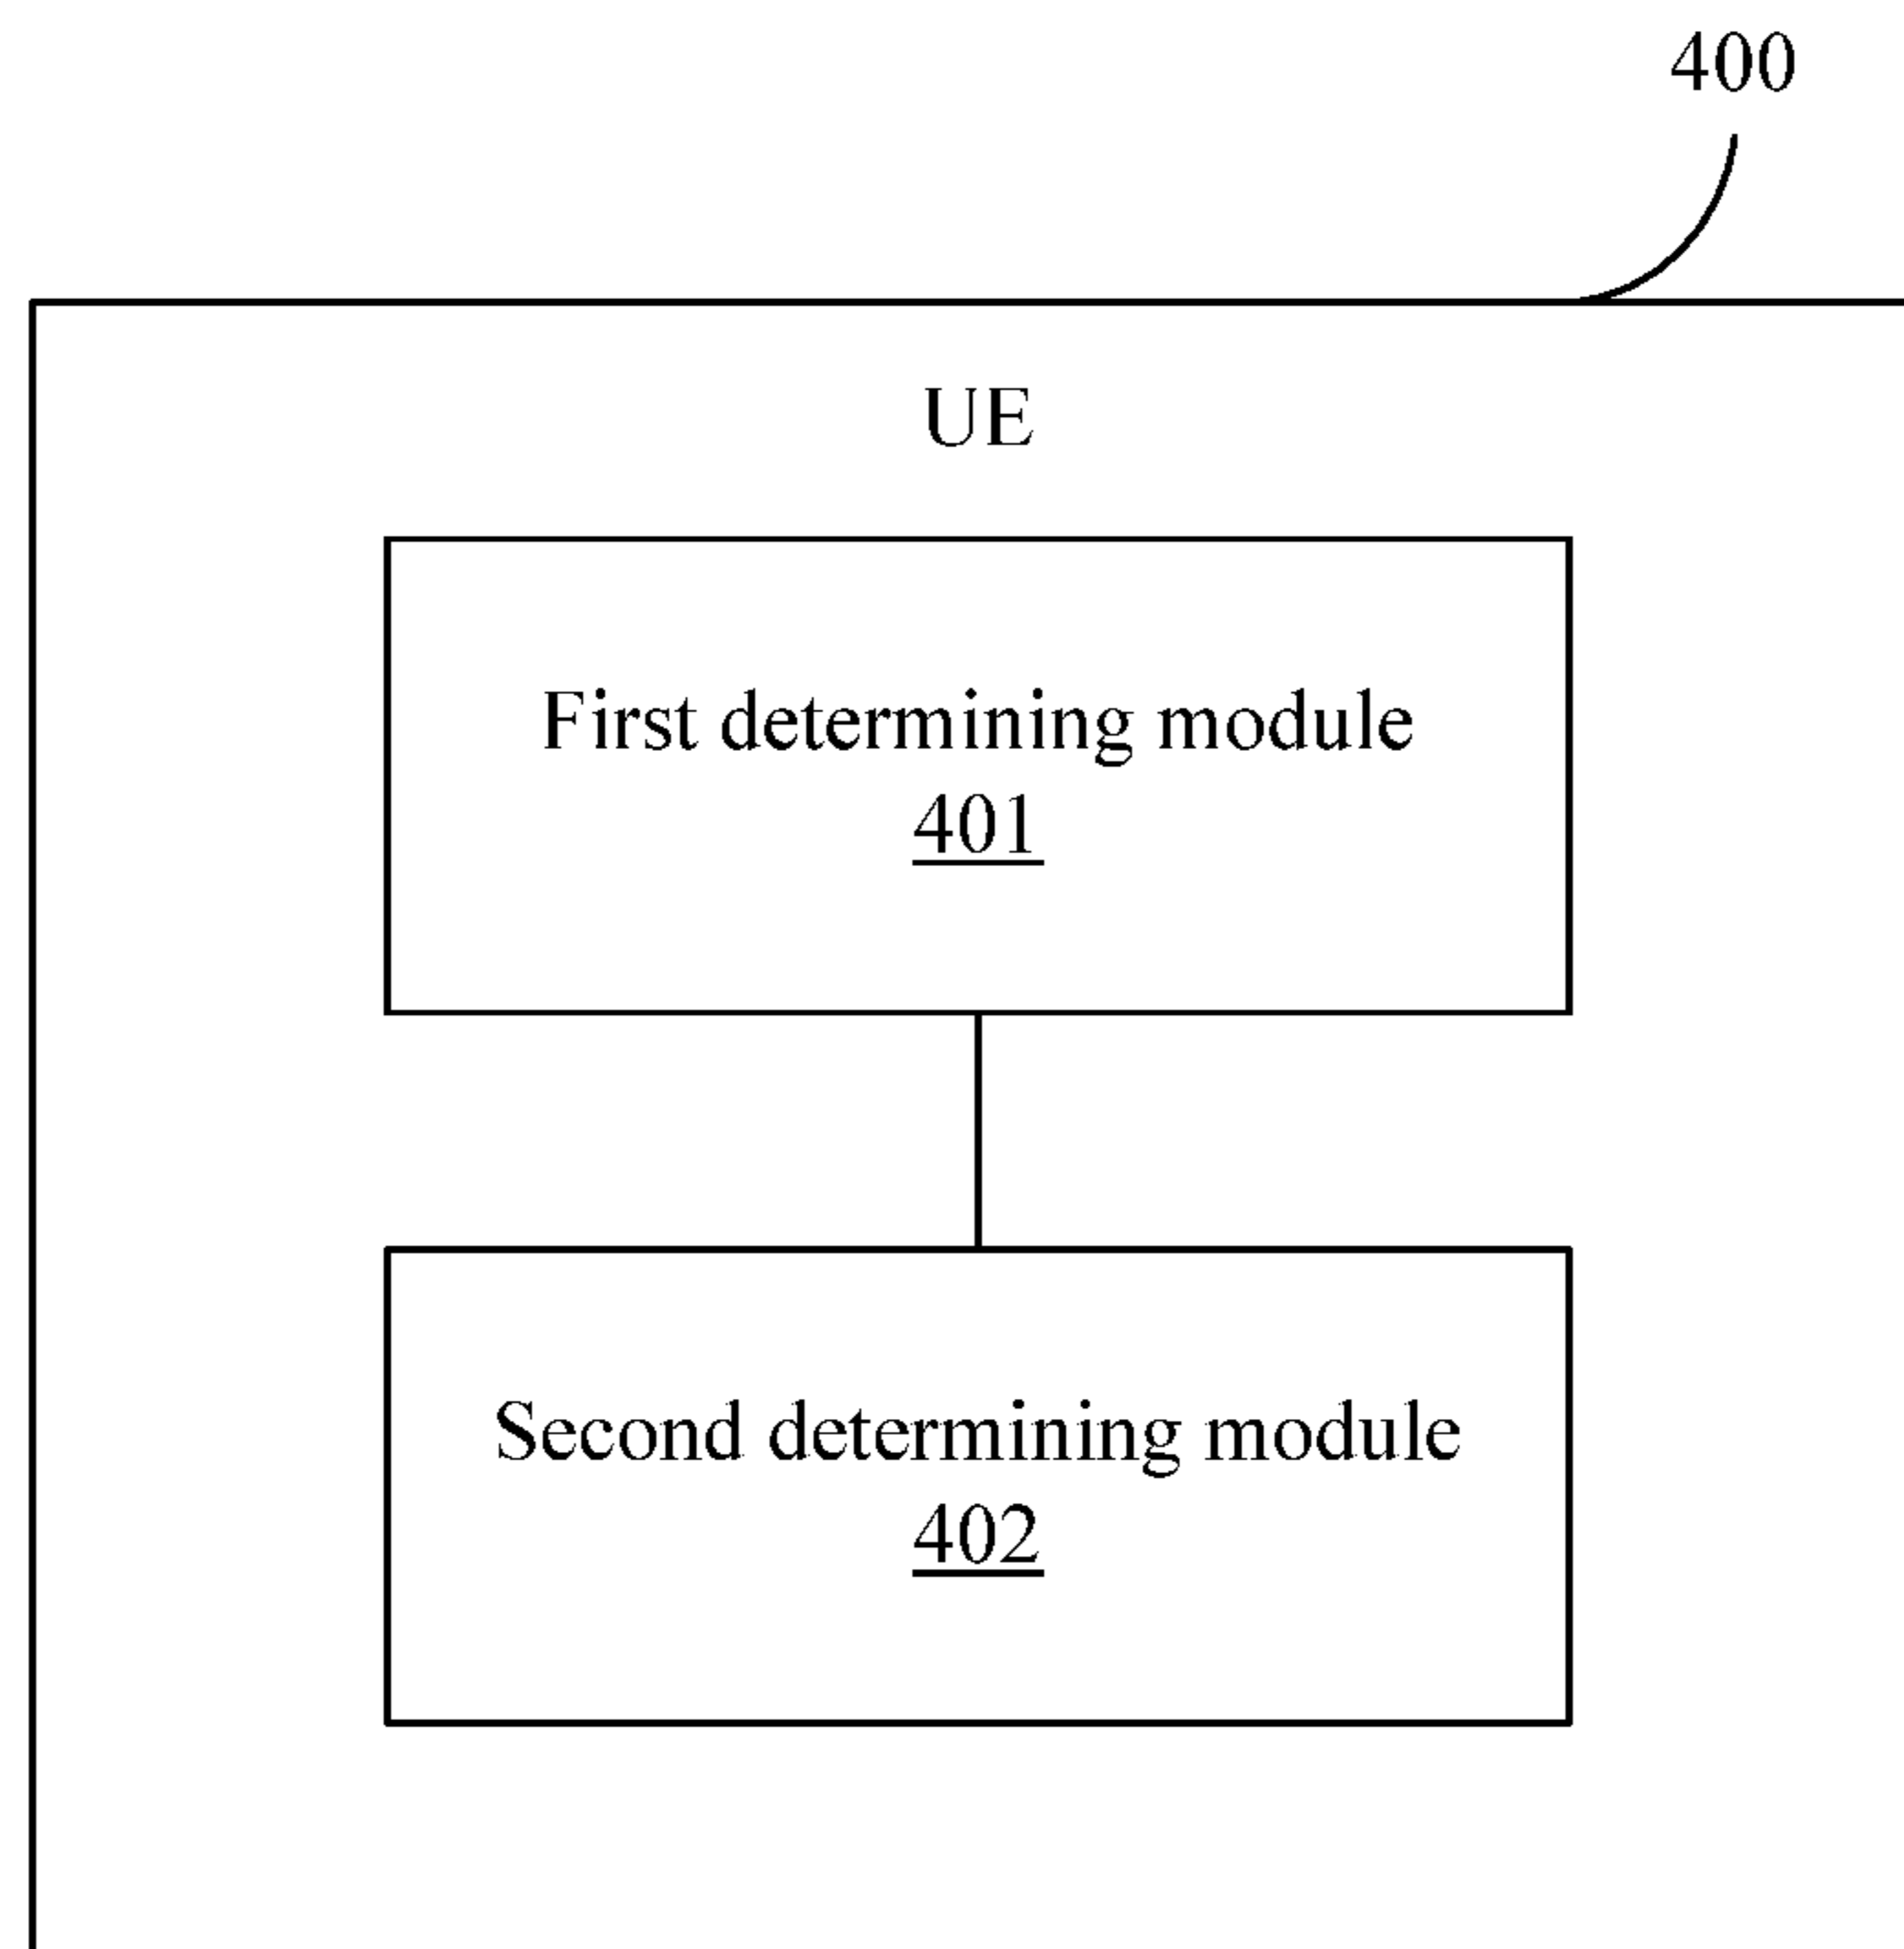 400
UE
First determining module
401
Second determining module
402